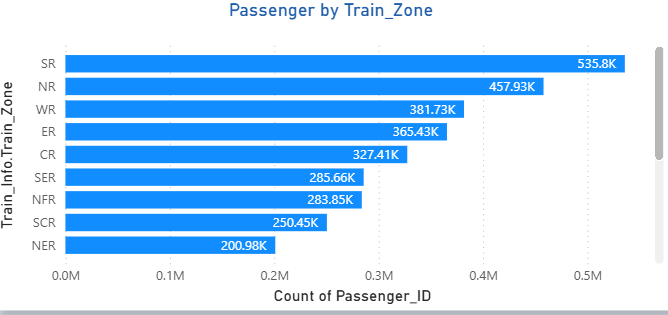 Passenger by Train_Zone
Train_Info.Train_Zone
SR 535.8K
NR 457.93K
WR 381.73K
ER 365.43K
CR 327.41K
SER 285.66K
NFR 283.85K
SCR 250.45K
NER 200.98K
0.0M 0.1M 0.2M 0.3M 0.4M 0.5M
Count of Passenger_ID